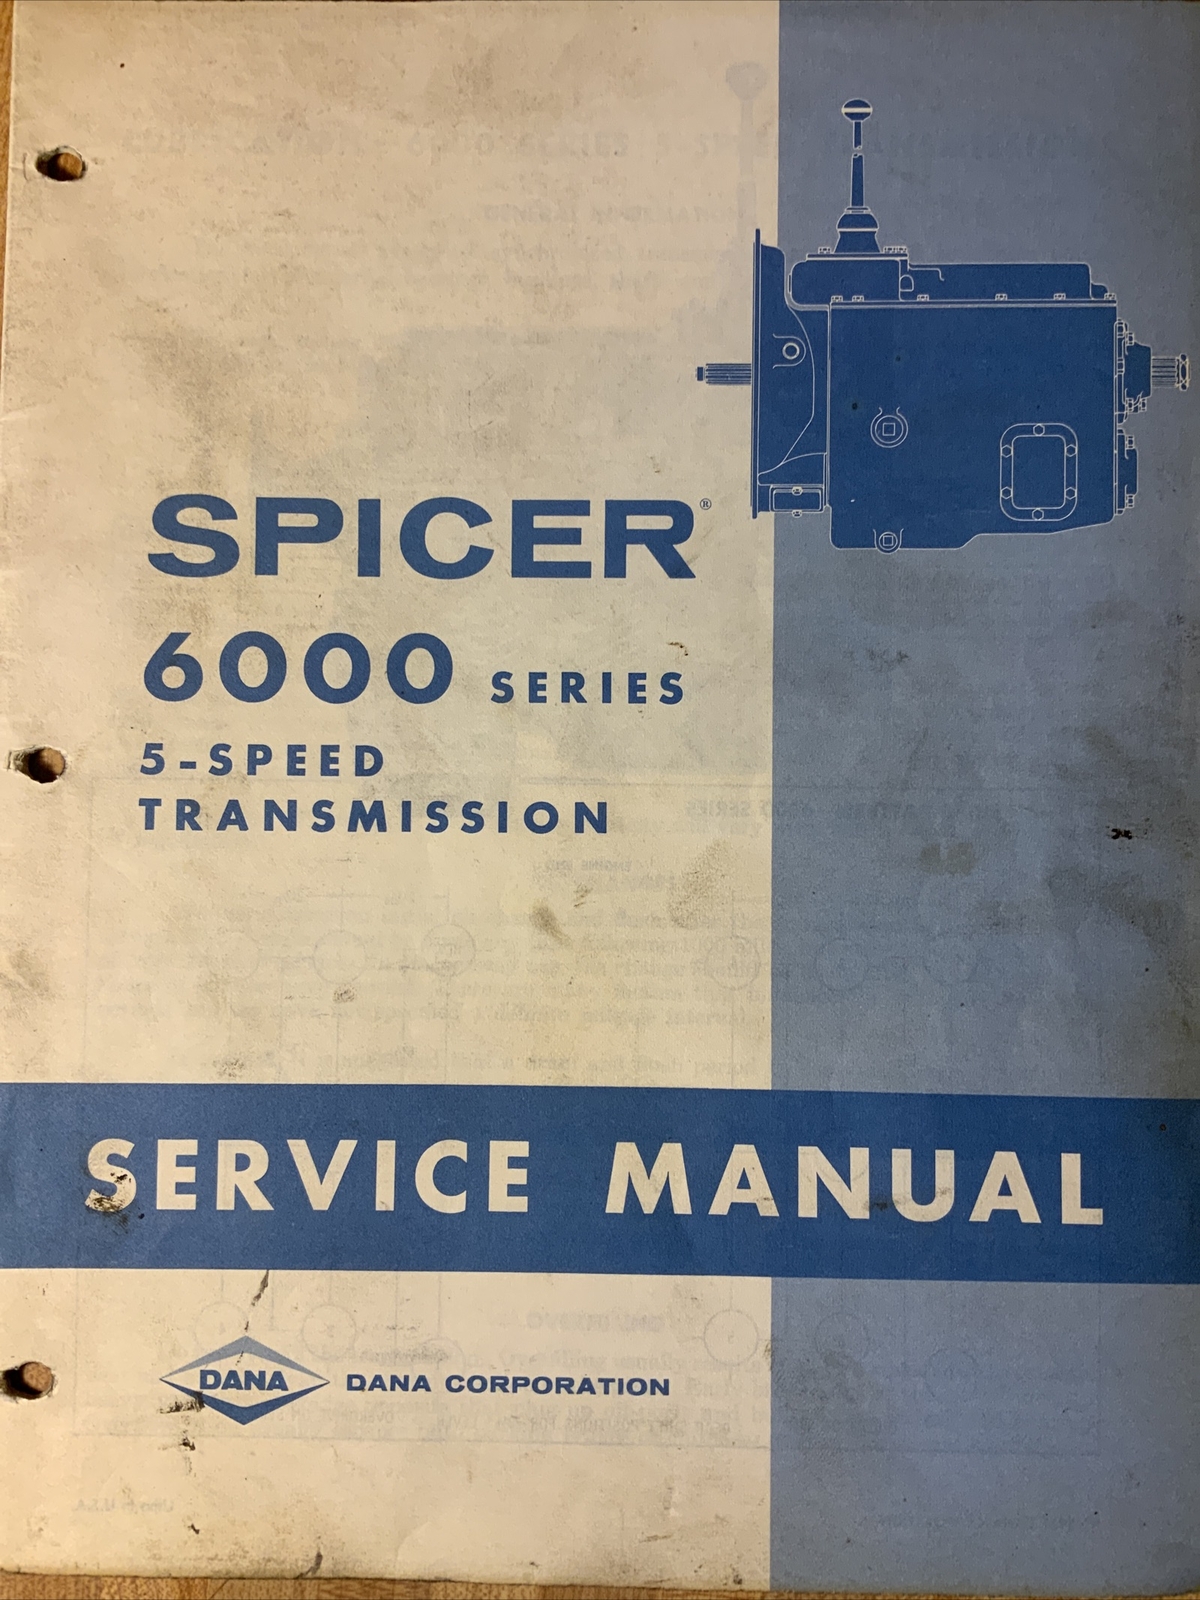 SPICER®
6000 SERIES
5-SPEED
TRANSMISSION
SERVICE MANUAL
DANA DANA CORPORATION